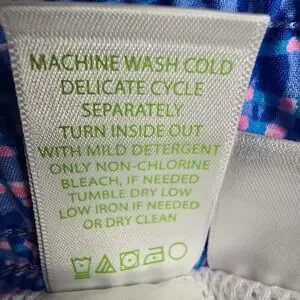 MACHINE WASH COLD
DELICATE CYCLE
SEPARATELY
TURN INSIDE OUT
WITH MILD DETERGENT
ONLY NON-CHLORINE
BLEACH, IF NEEDED
TUMBLE DRY LOW
LOW IRON IF NEEDED
OR DRY CLEAN